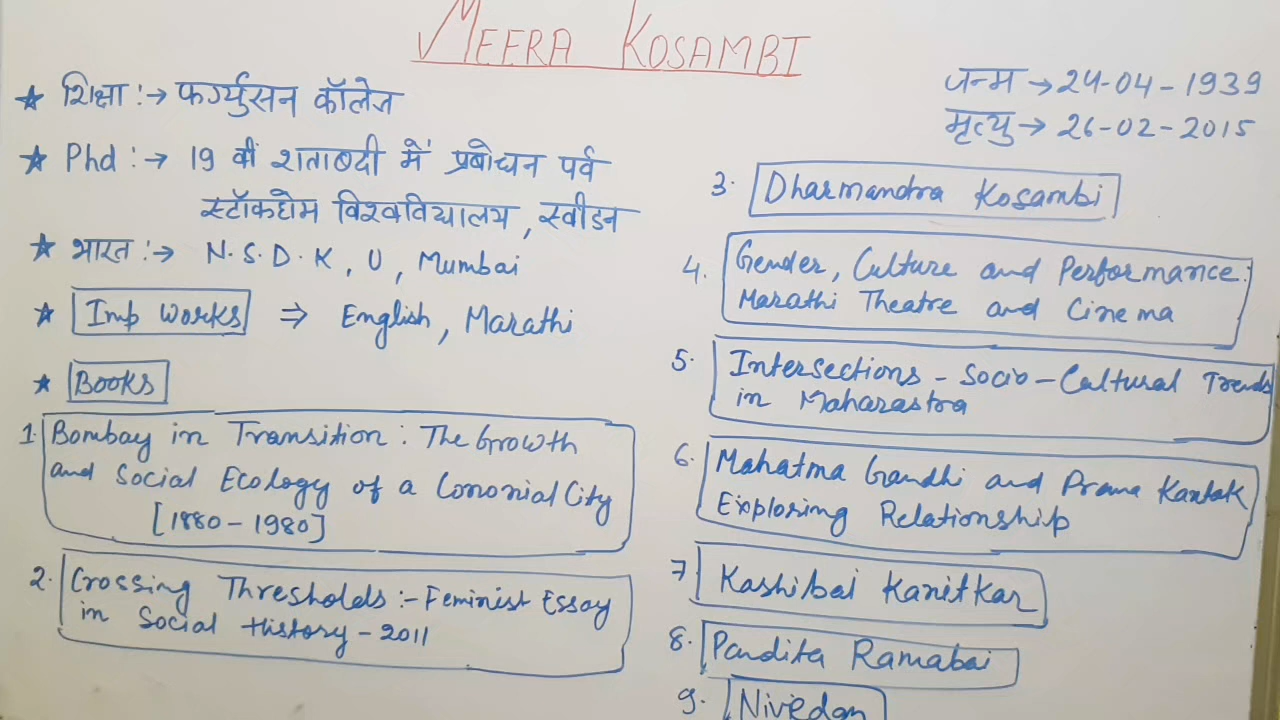 MEERA KOSAMBI
★ शिक्षा :→ फर्ग्युसन कॉलेज
जन्म → 24-04-1939
मृत्यु → 26-02-2015
★ Phd :→ 19 वीं शताब्दी में प्रबोधन पर्व
स्टॉकहोम विश्वविद्यालय, स्वीडन
★ भारत :→ N.S.D.K, U, Mumbai
★ Imp Works ⇒ English, Marathi
★ Books
1. Bombay in Transition : The Growth
and Social Ecology of a Cononial City
[1880-1980]
2. Crossing Thresholds :- Feminist Essay
in Social History - 2011
3. Dharmandra Kosambi
4. Gender, Culture and Performance :
Marathi Theatre and Cinema
5. Intersections - Socio - Cultural Trends
in Maharastra
6. Mahatma Gandhi and Prama Kantak
Exploring Relationship
7 Kashibai Kanitkar
8. Pandita Ramabai
9. Nivedan